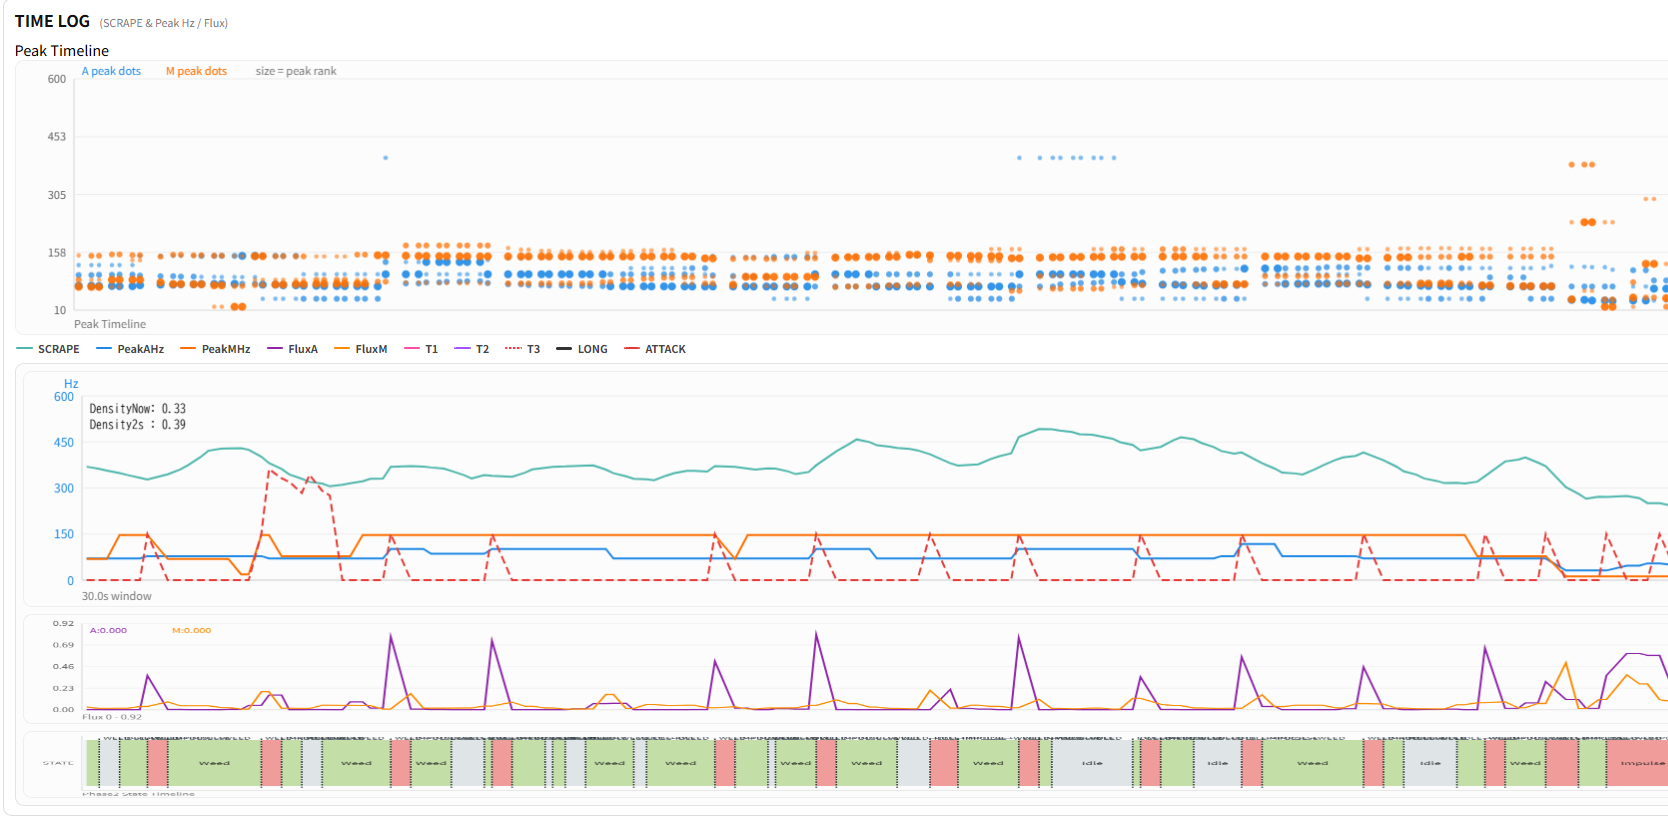 TIME LOG (SCRAPE & Peak Hz / Flux)
Peak Timeline
A peak dots M peak dots size = peak rank
600
453
305
158
10
Peak Timeline
SCRAPE PeakAHz PeakMHz FluxA FluxM T1 T2 T3 LONG ATTACK
Hz
600
DensityNow: 0.33
Density2s : 0.39
450
300
150
0
30.0s window
0.92
A:0.000 M:0.000
0.69
0.46
0.23
0.00
Flux 0 - 0.92
STATE Weed Weed Weed Weed Weed Weed Weed Weed Idle Idle Weed Idle Weed Impulse
Phase2 State Timeline